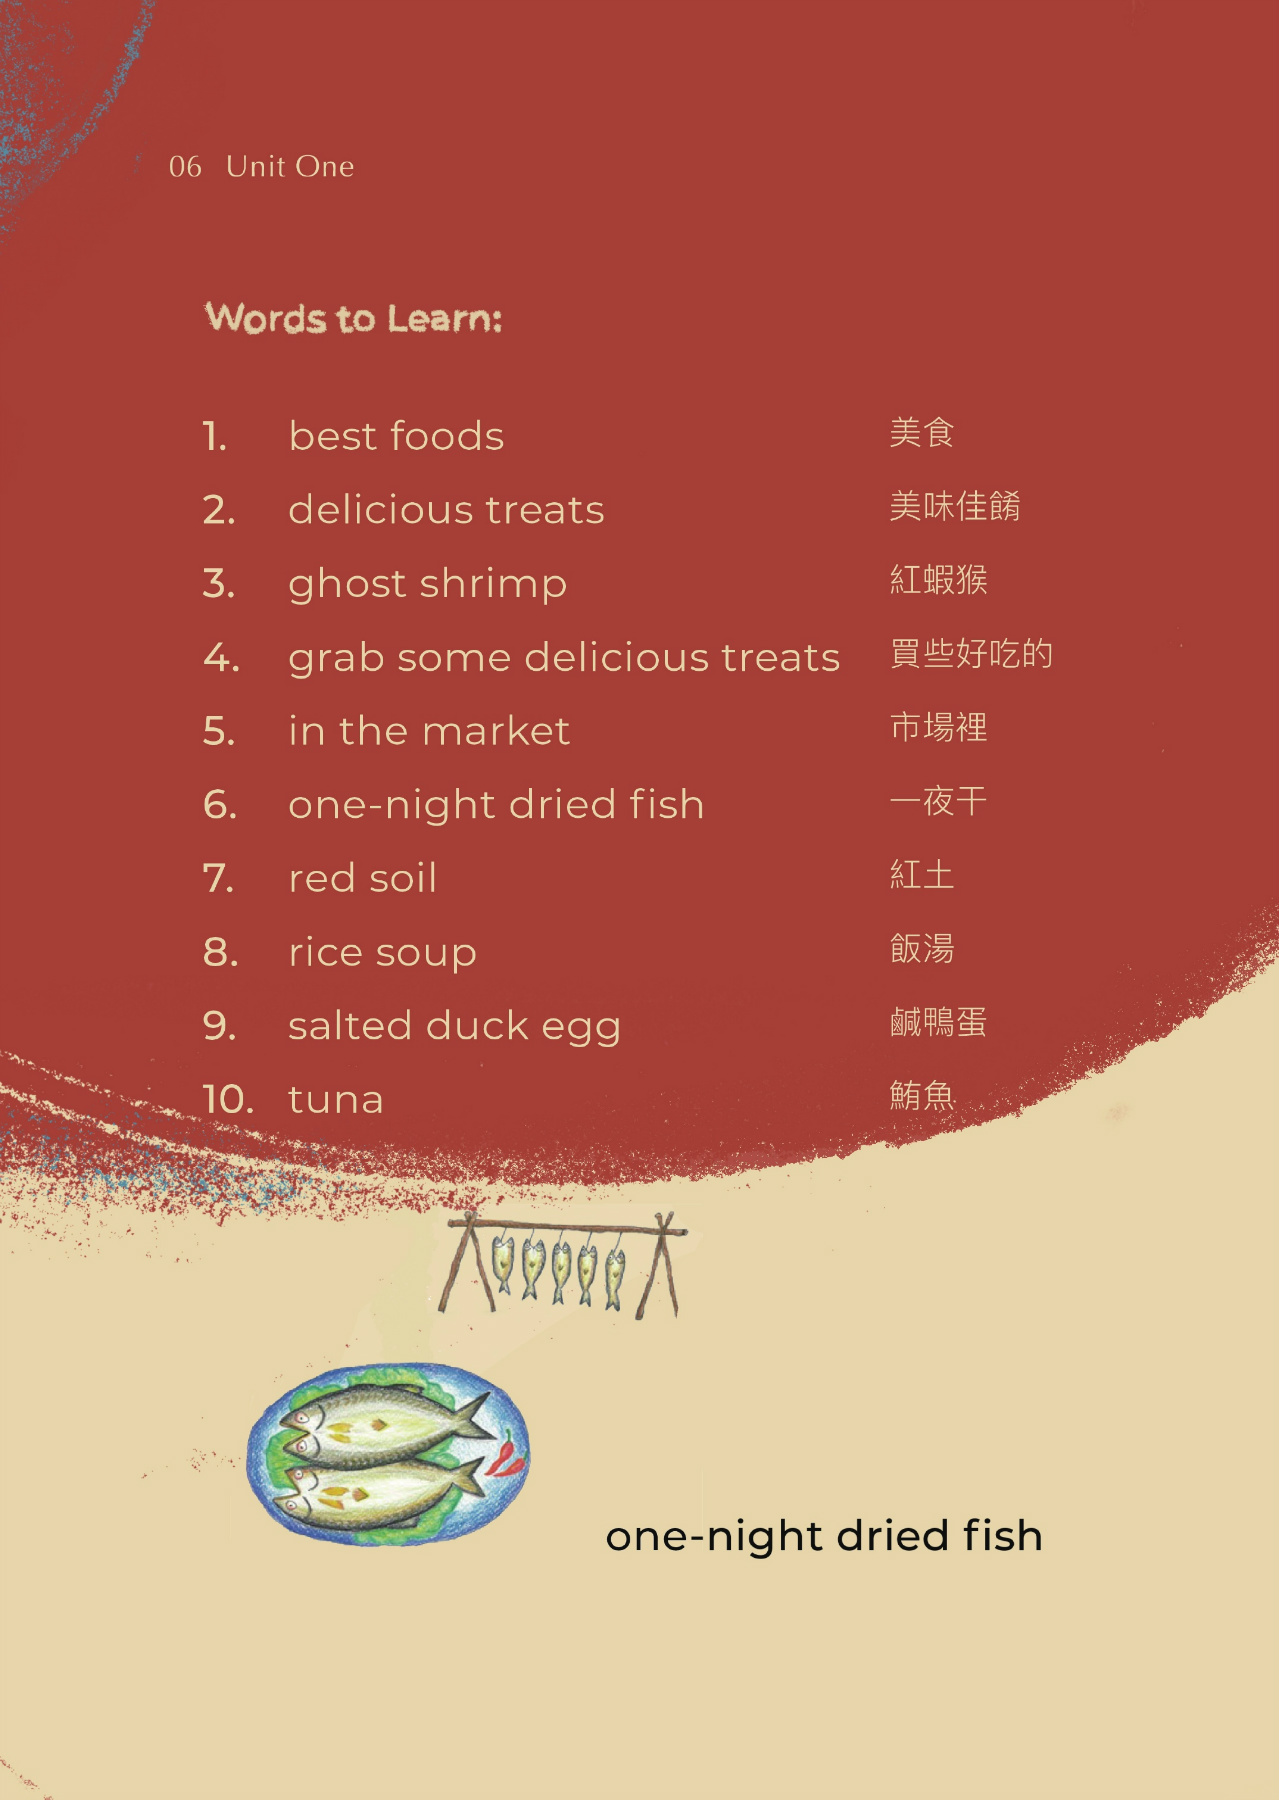 06 Unit One
Words to Learn:
1. best foods 美食
2. delicious treats 美味佳餚
3. ghost shrimp 紅蝦猴
4. grab some delicious treats 買些好吃的
5. in the market 市場裡
6. one-night dried fish 一夜干
7. red soil 紅土
8. rice soup 飯湯
9. salted duck egg 鹹鴨蛋
10. tuna 鮪魚
one-night dried fish